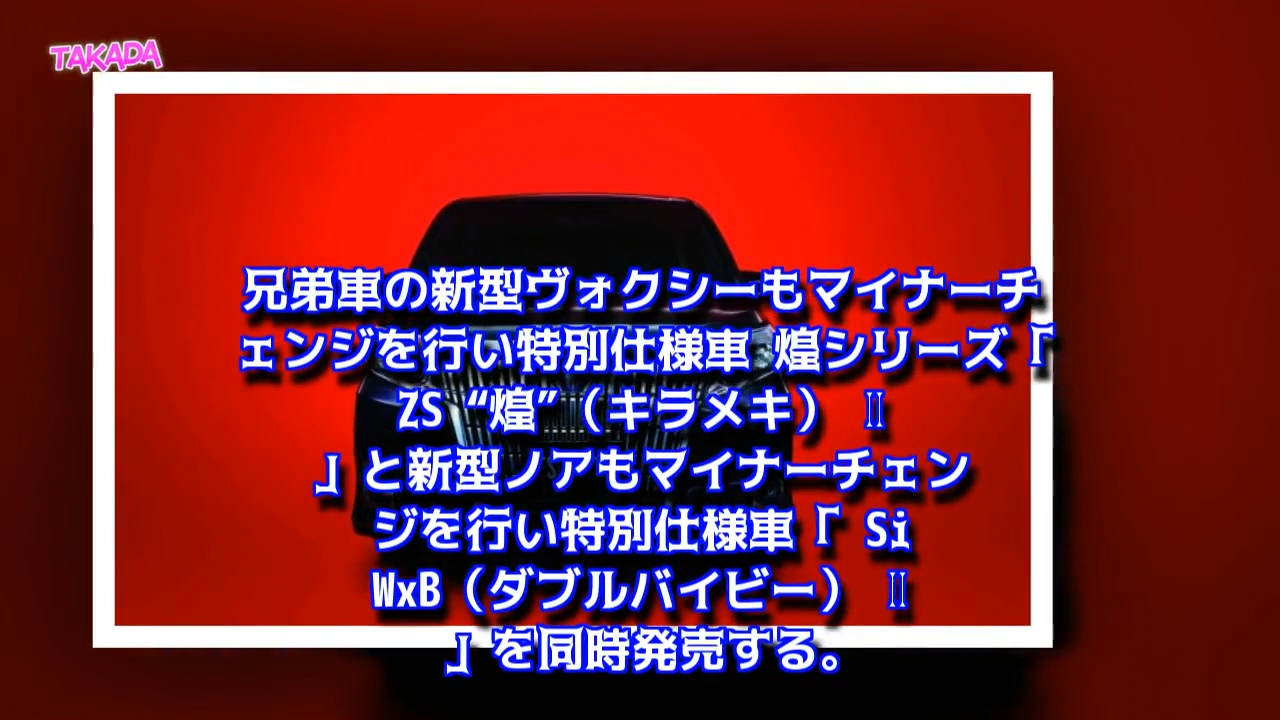 TAKADA
兄弟車の新型ヴォクシーもマイナーチ
ェンジを行い特別仕様車 煌シリーズ「
ZS “煌”（キラメキ） Ⅱ
」と新型ノアもマイナーチェン
ジを行い特別仕様車「 Si
WxB（ダブルバイビー） Ⅱ
」を同時発売する。